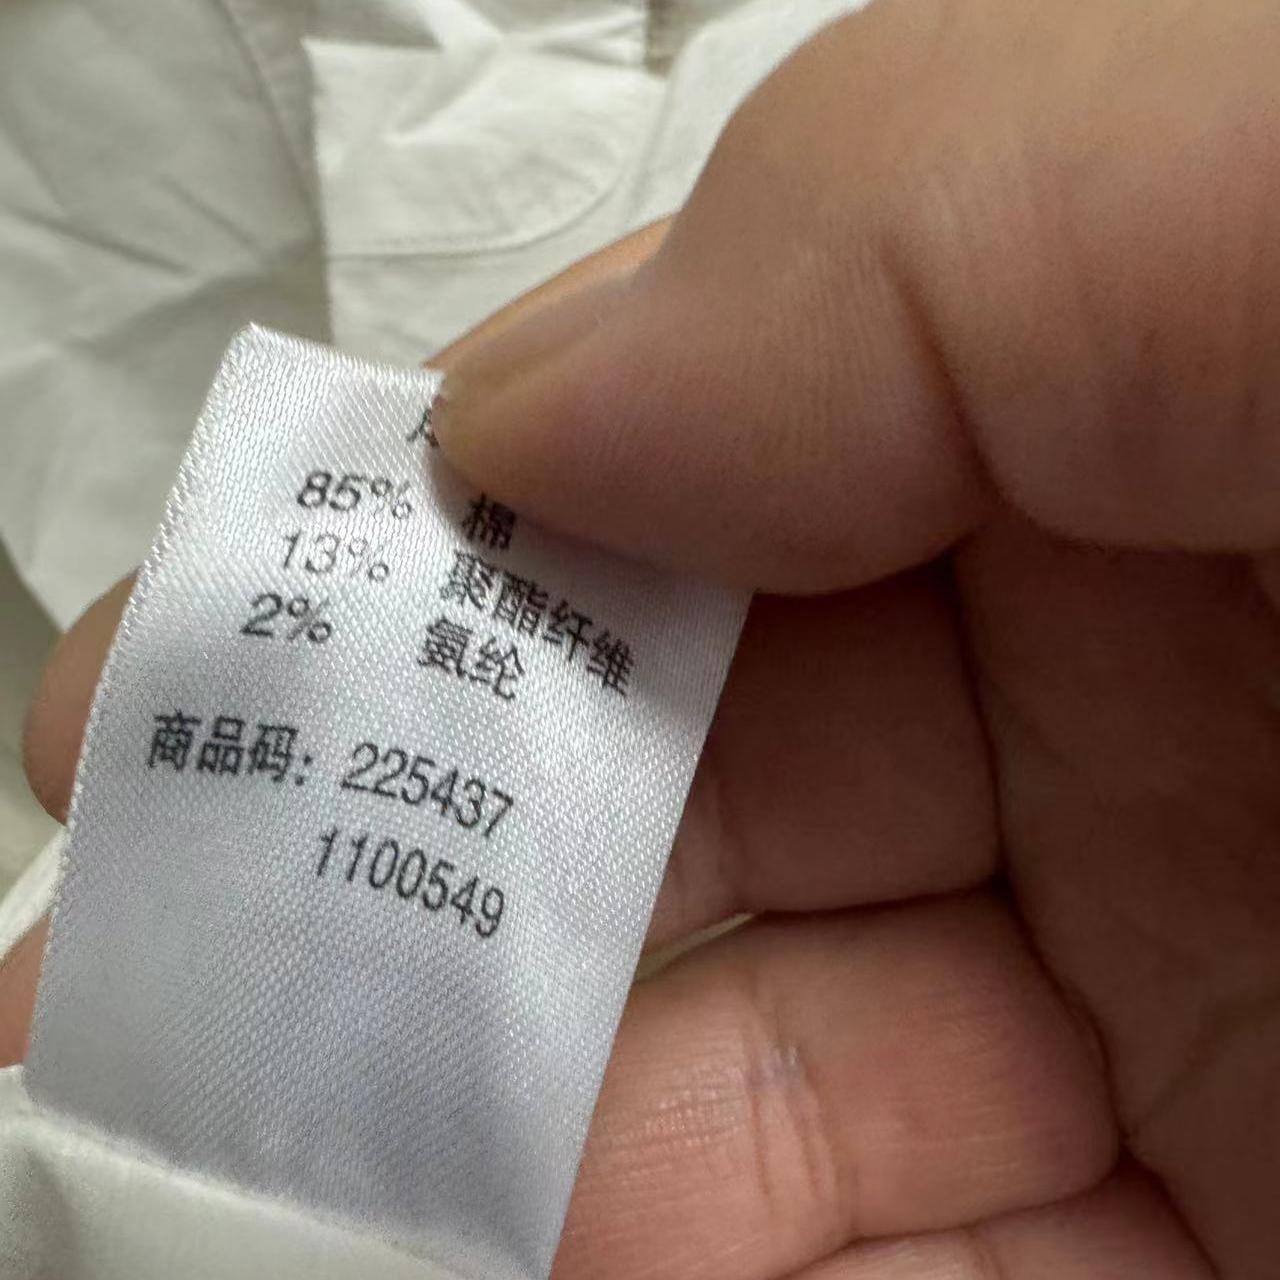 85% 棉
13% 聚酯纤维
2% 氨纶
商品码: 225437
1100549